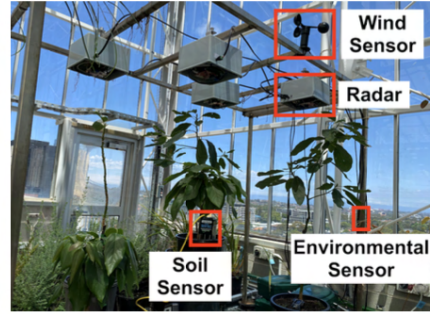 Wind
Sensor
Radar
Environmental
Sensor
Soil
Sensor